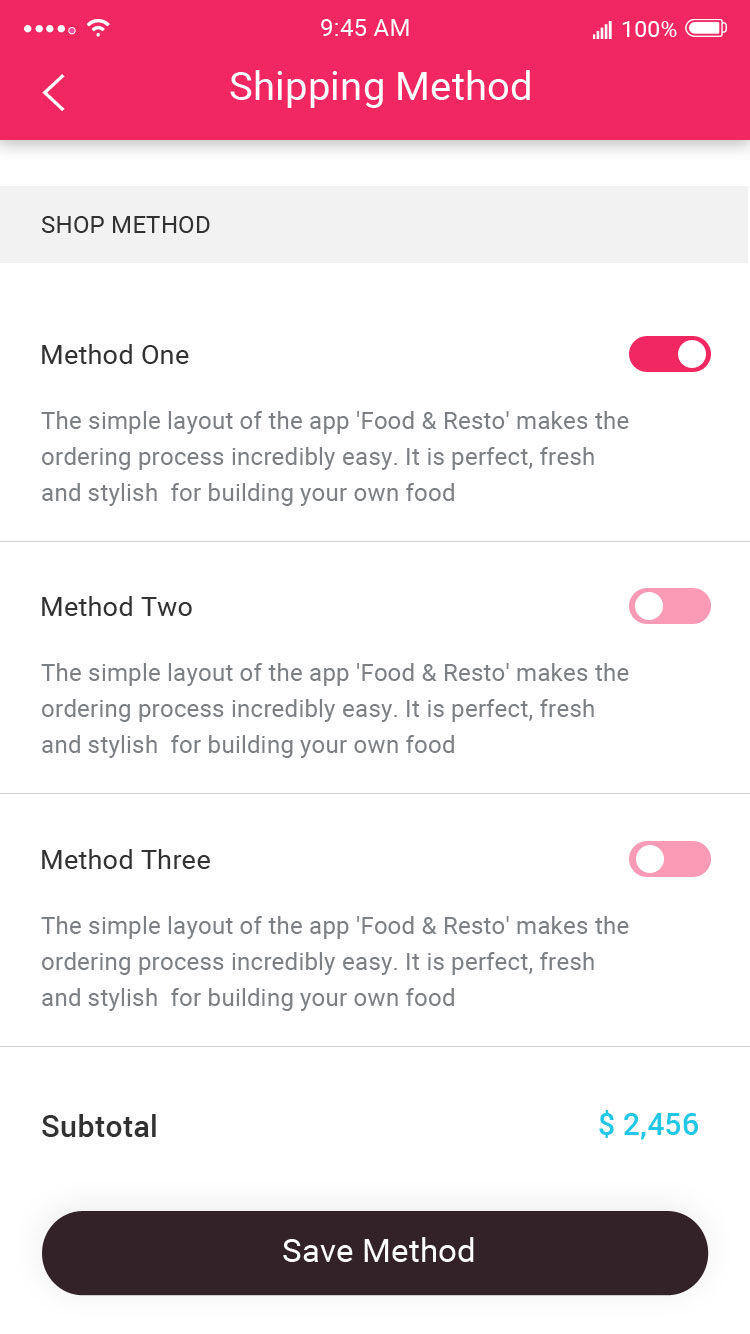 9:45 AM
100%
Shipping Method
SHOP METHOD
Method One
The simple layout of the app 'Food & Resto' makes the
ordering process incredibly easy. It is perfect, fresh
and stylish  for building your own food
Method Two
The simple layout of the app 'Food & Resto' makes the
ordering process incredibly easy. It is perfect, fresh
and stylish  for building your own food
Method Three
The simple layout of the app 'Food & Resto' makes the
ordering process incredibly easy. It is perfect, fresh
and stylish  for building your own food
Subtotal
$ 2,456
Save Method